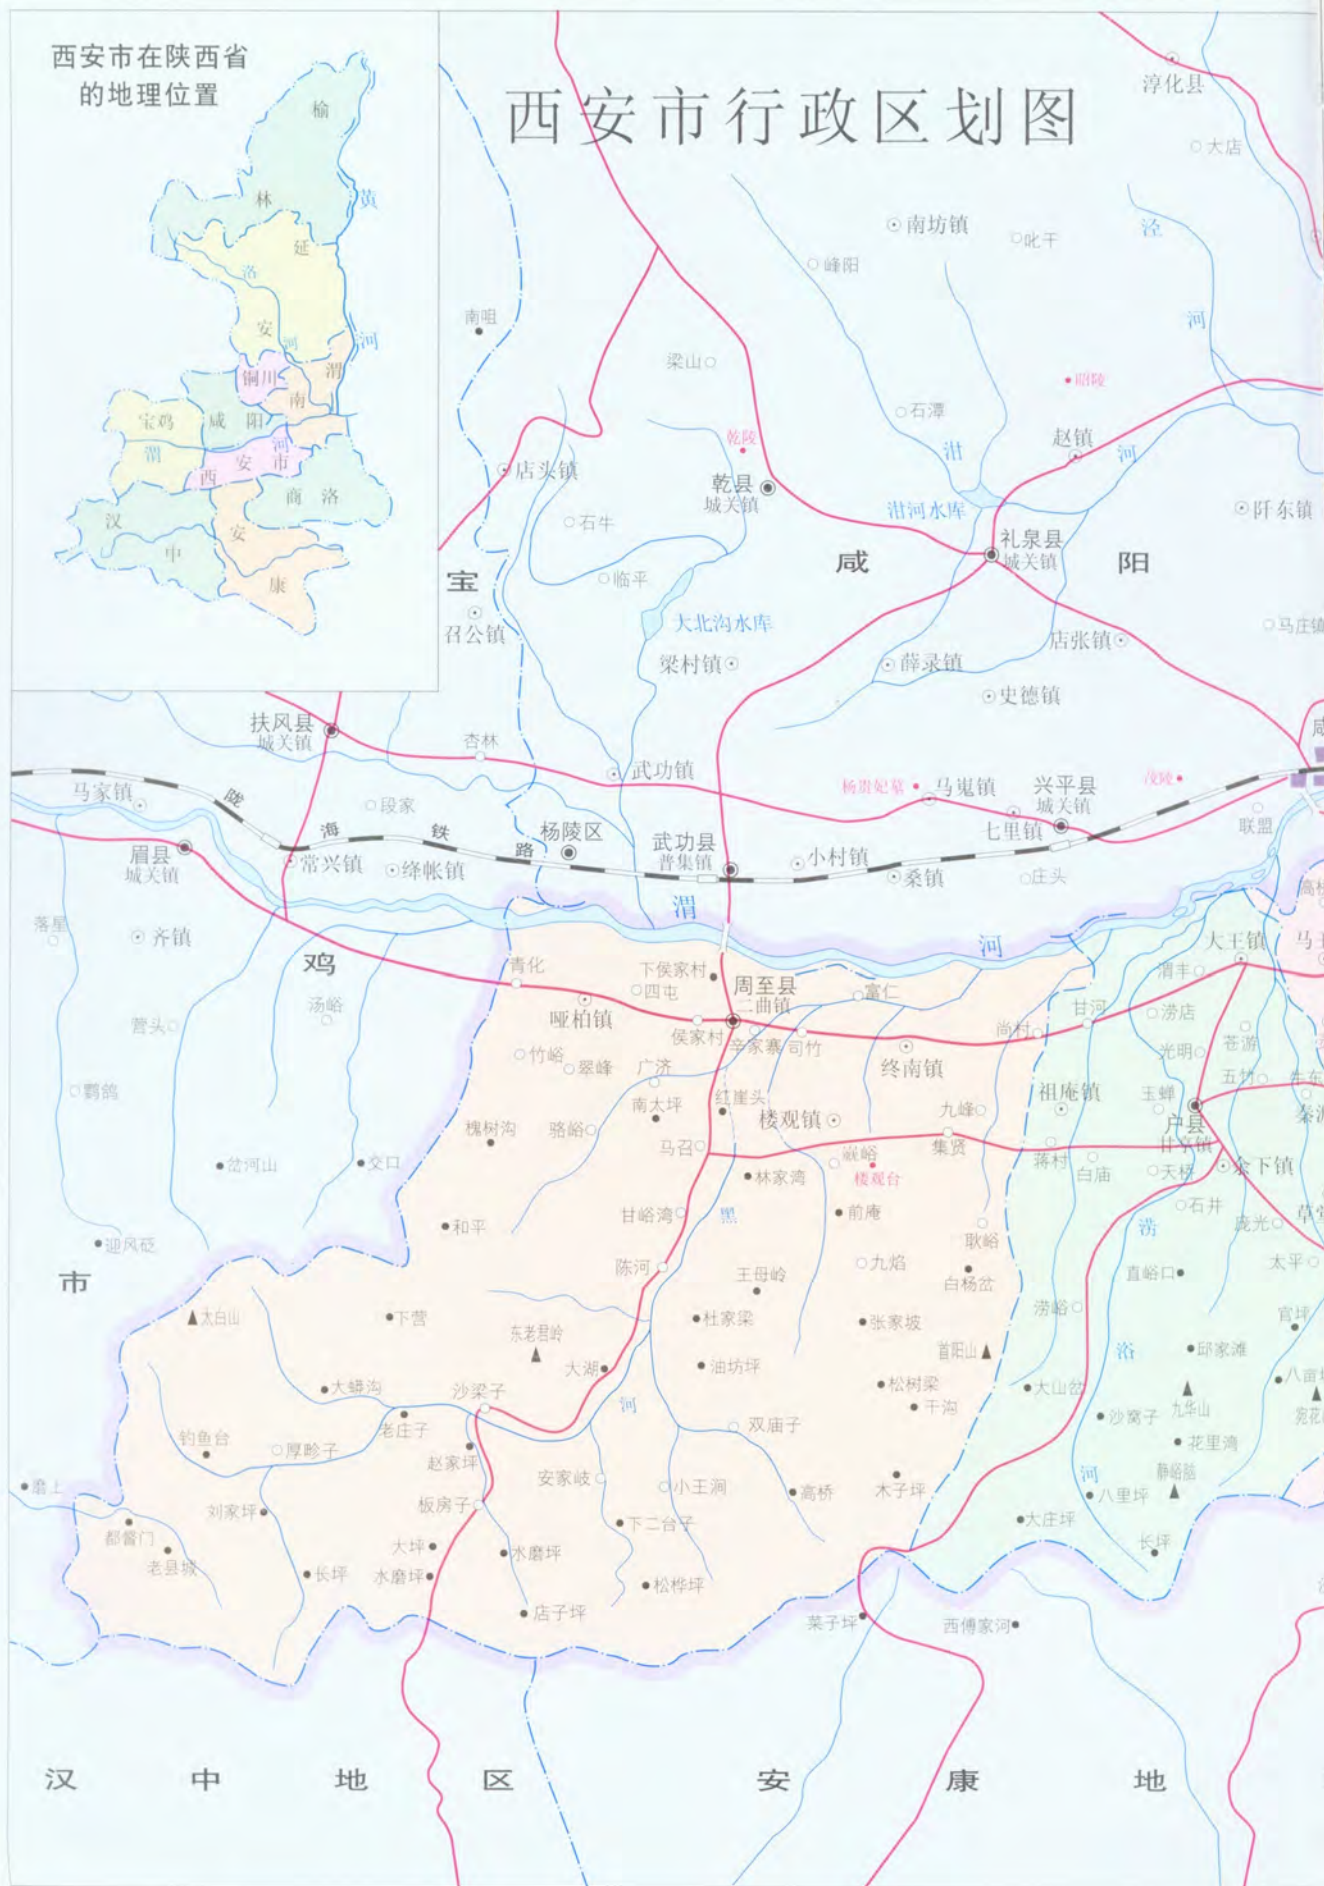 西安市在陕西省
的地理位置
榆
林
黄
延
洛
安
河
河
渭
铜川
南
宝鸡
咸阳
渭
河
西安市
商洛
汉
中
安
康
西安市行政区划图
淳化县
大店
南坊镇
叱干
泾
峰阳
河
南咀
梁山
昭陵
石潭
乾陵
泔
赵镇
河
店头镇
乾县
城关镇
泔河水库
阡东镇
石牛
礼泉县
城关镇
宝
咸
阳
临平
召公镇
大北沟水库
马庄镇
店张镇
梁村镇
薛录镇
史德镇
扶风县
城关镇
杏林
武功镇
杨贵妃墓
马嵬镇
兴平县
城关镇
茂陵
咸
马家镇
陇
段家
海
铁
路
杨陵区
武功县
普集镇
七里镇
联盟
眉县
城关镇
常兴镇
绛帐镇
小村镇
桑镇
庄头
渭
河
落星
齐镇
鸡
大王镇
青化
下侯家村
四屯
周至县
二曲镇
富仁
渭丰
汤峪
营头
哑柏镇
侯家村
辛家寨
司竹
尚村
甘河
涝店
竹峪
翠峰
广济
终南镇
光明
苍游
五竹
鹦鸽
南太坪
红崖头
楼观镇
九峰
祖庵镇
玉蝉
户县
甘亭镇
槐树沟
骆峪
马召
集贤
蒋村
白庙
天桥
余下镇
岔河山
交口
林家湾
楼观台
石井
甘峪湾
黑
前庵
和平
耿峪
涝
庞光
迎风砭
市
陈河
王母岭
九焰
白杨岔
直峪口
太平
太白山
下营
东老君岭
杜家梁
张家坡
涝峪
官坪
大湖
油坊坪
首阳山
峪
邱家滩
大蟒沟
沙梁子
河
松树梁
干沟
大山岔
沙窝子
九华山
钓鱼台
厚畛子
老庄子
双庙子
花里湾
赵家坪
安家岐
小王涧
高桥
木子坪
河
静峪脑
八里坪
刘家坪
板房子
下二台子
大庄坪
都督门
老县城
大坪
水磨坪
长坪
长坪
水磨坪
松桦坪
店子坪
菜子坪
西傅家河
汉中地区
安康地